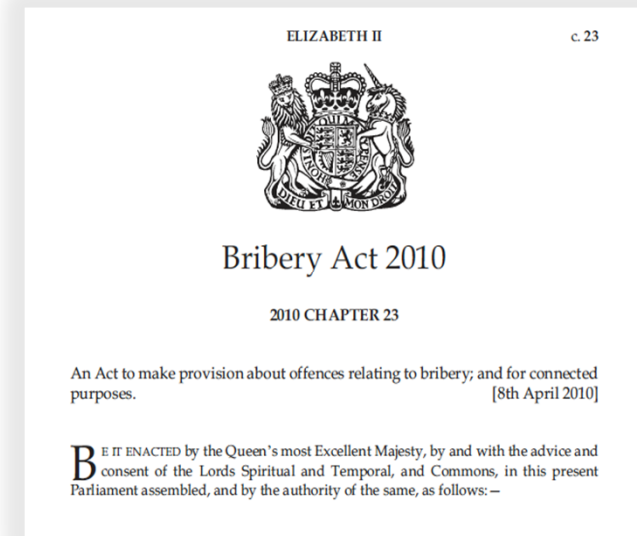 ELIZABETH II c. 23
DIEU ET MON DROIT
Bribery Act 2010
2010 CHAPTER 23
An Act to make provision about offences relating to bribery; and for connected
purposes. [8th April 2010]
BE IT ENACTED by the Queen's most Excellent Majesty, by and with the advice and
consent of the Lords Spiritual and Temporal, and Commons, in this present
Parliament assembled, and by the authority of the same, as follows:—